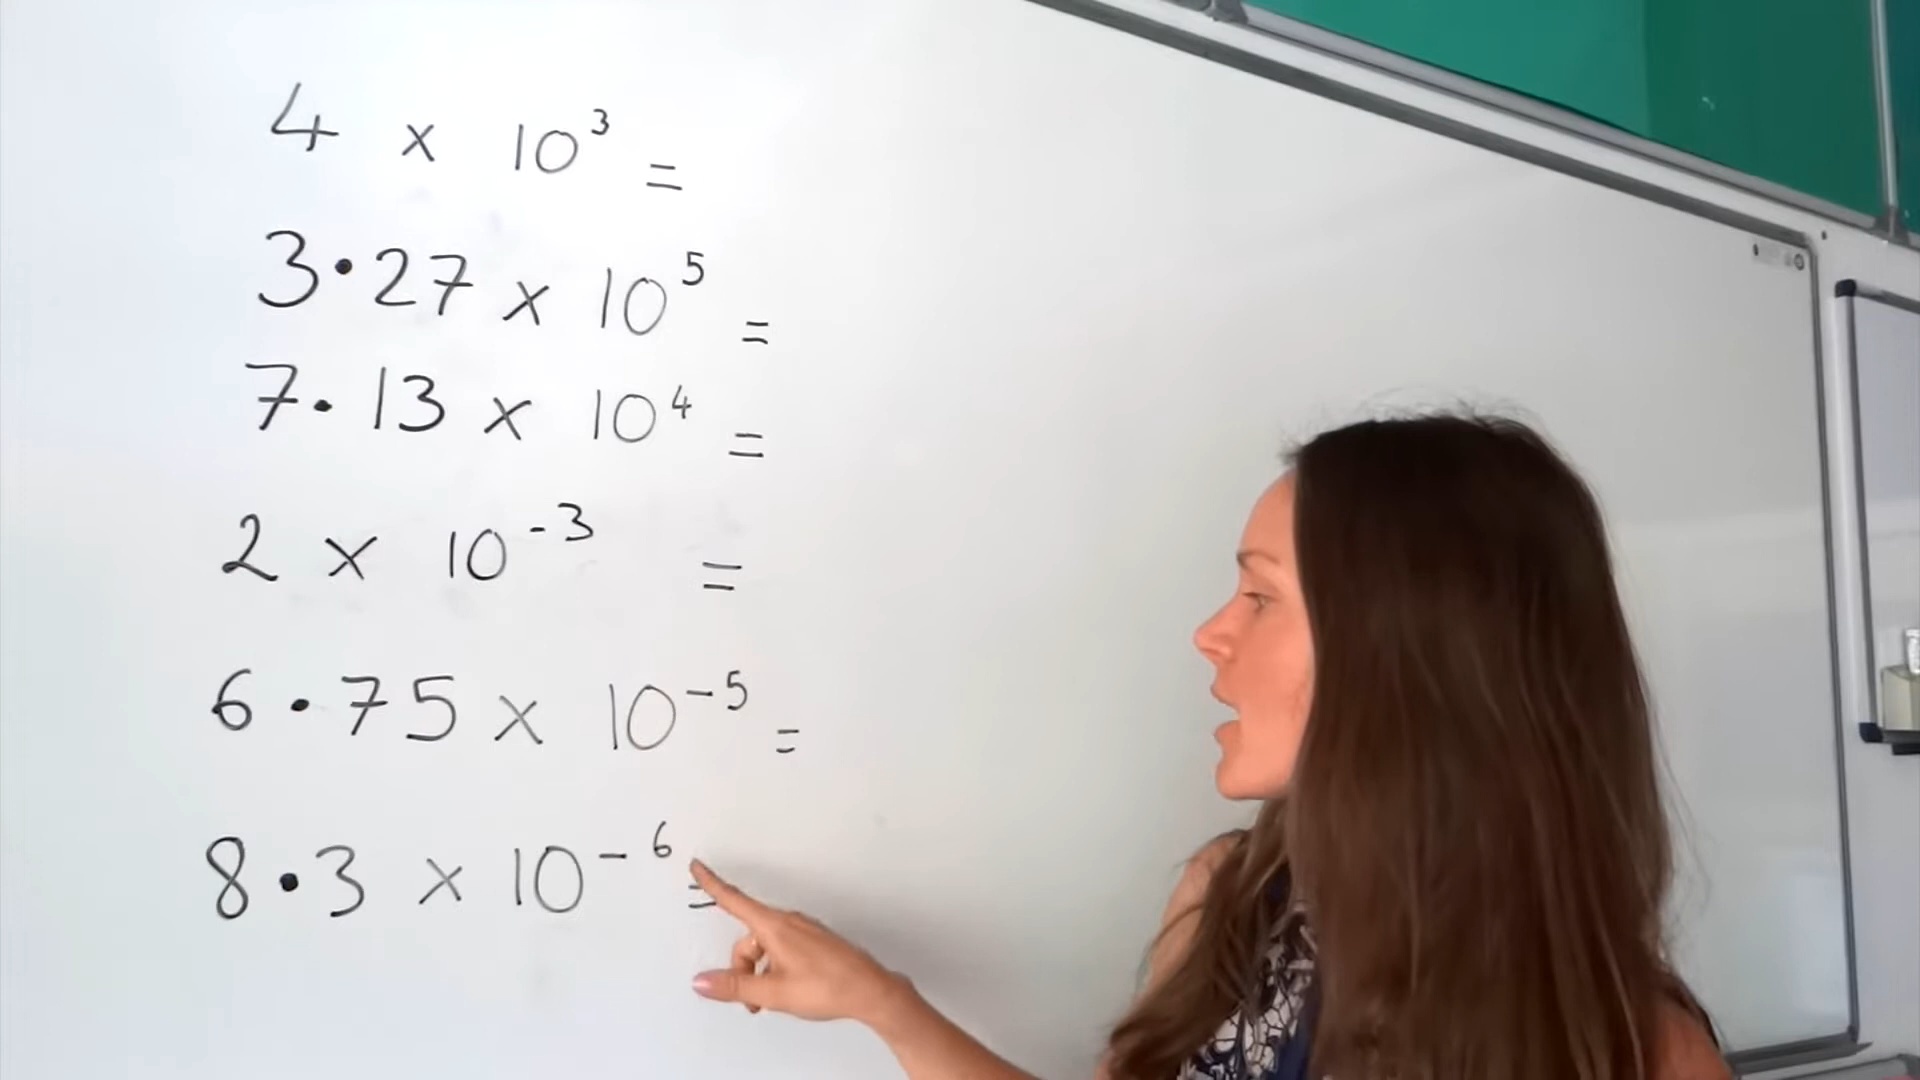 4 × 10³ =
3·27 × 10⁵ =
7·13 × 10⁴ =
2 × 10⁻³ =
6·75 × 10⁻⁵ =
8·3 × 10⁻⁶ =